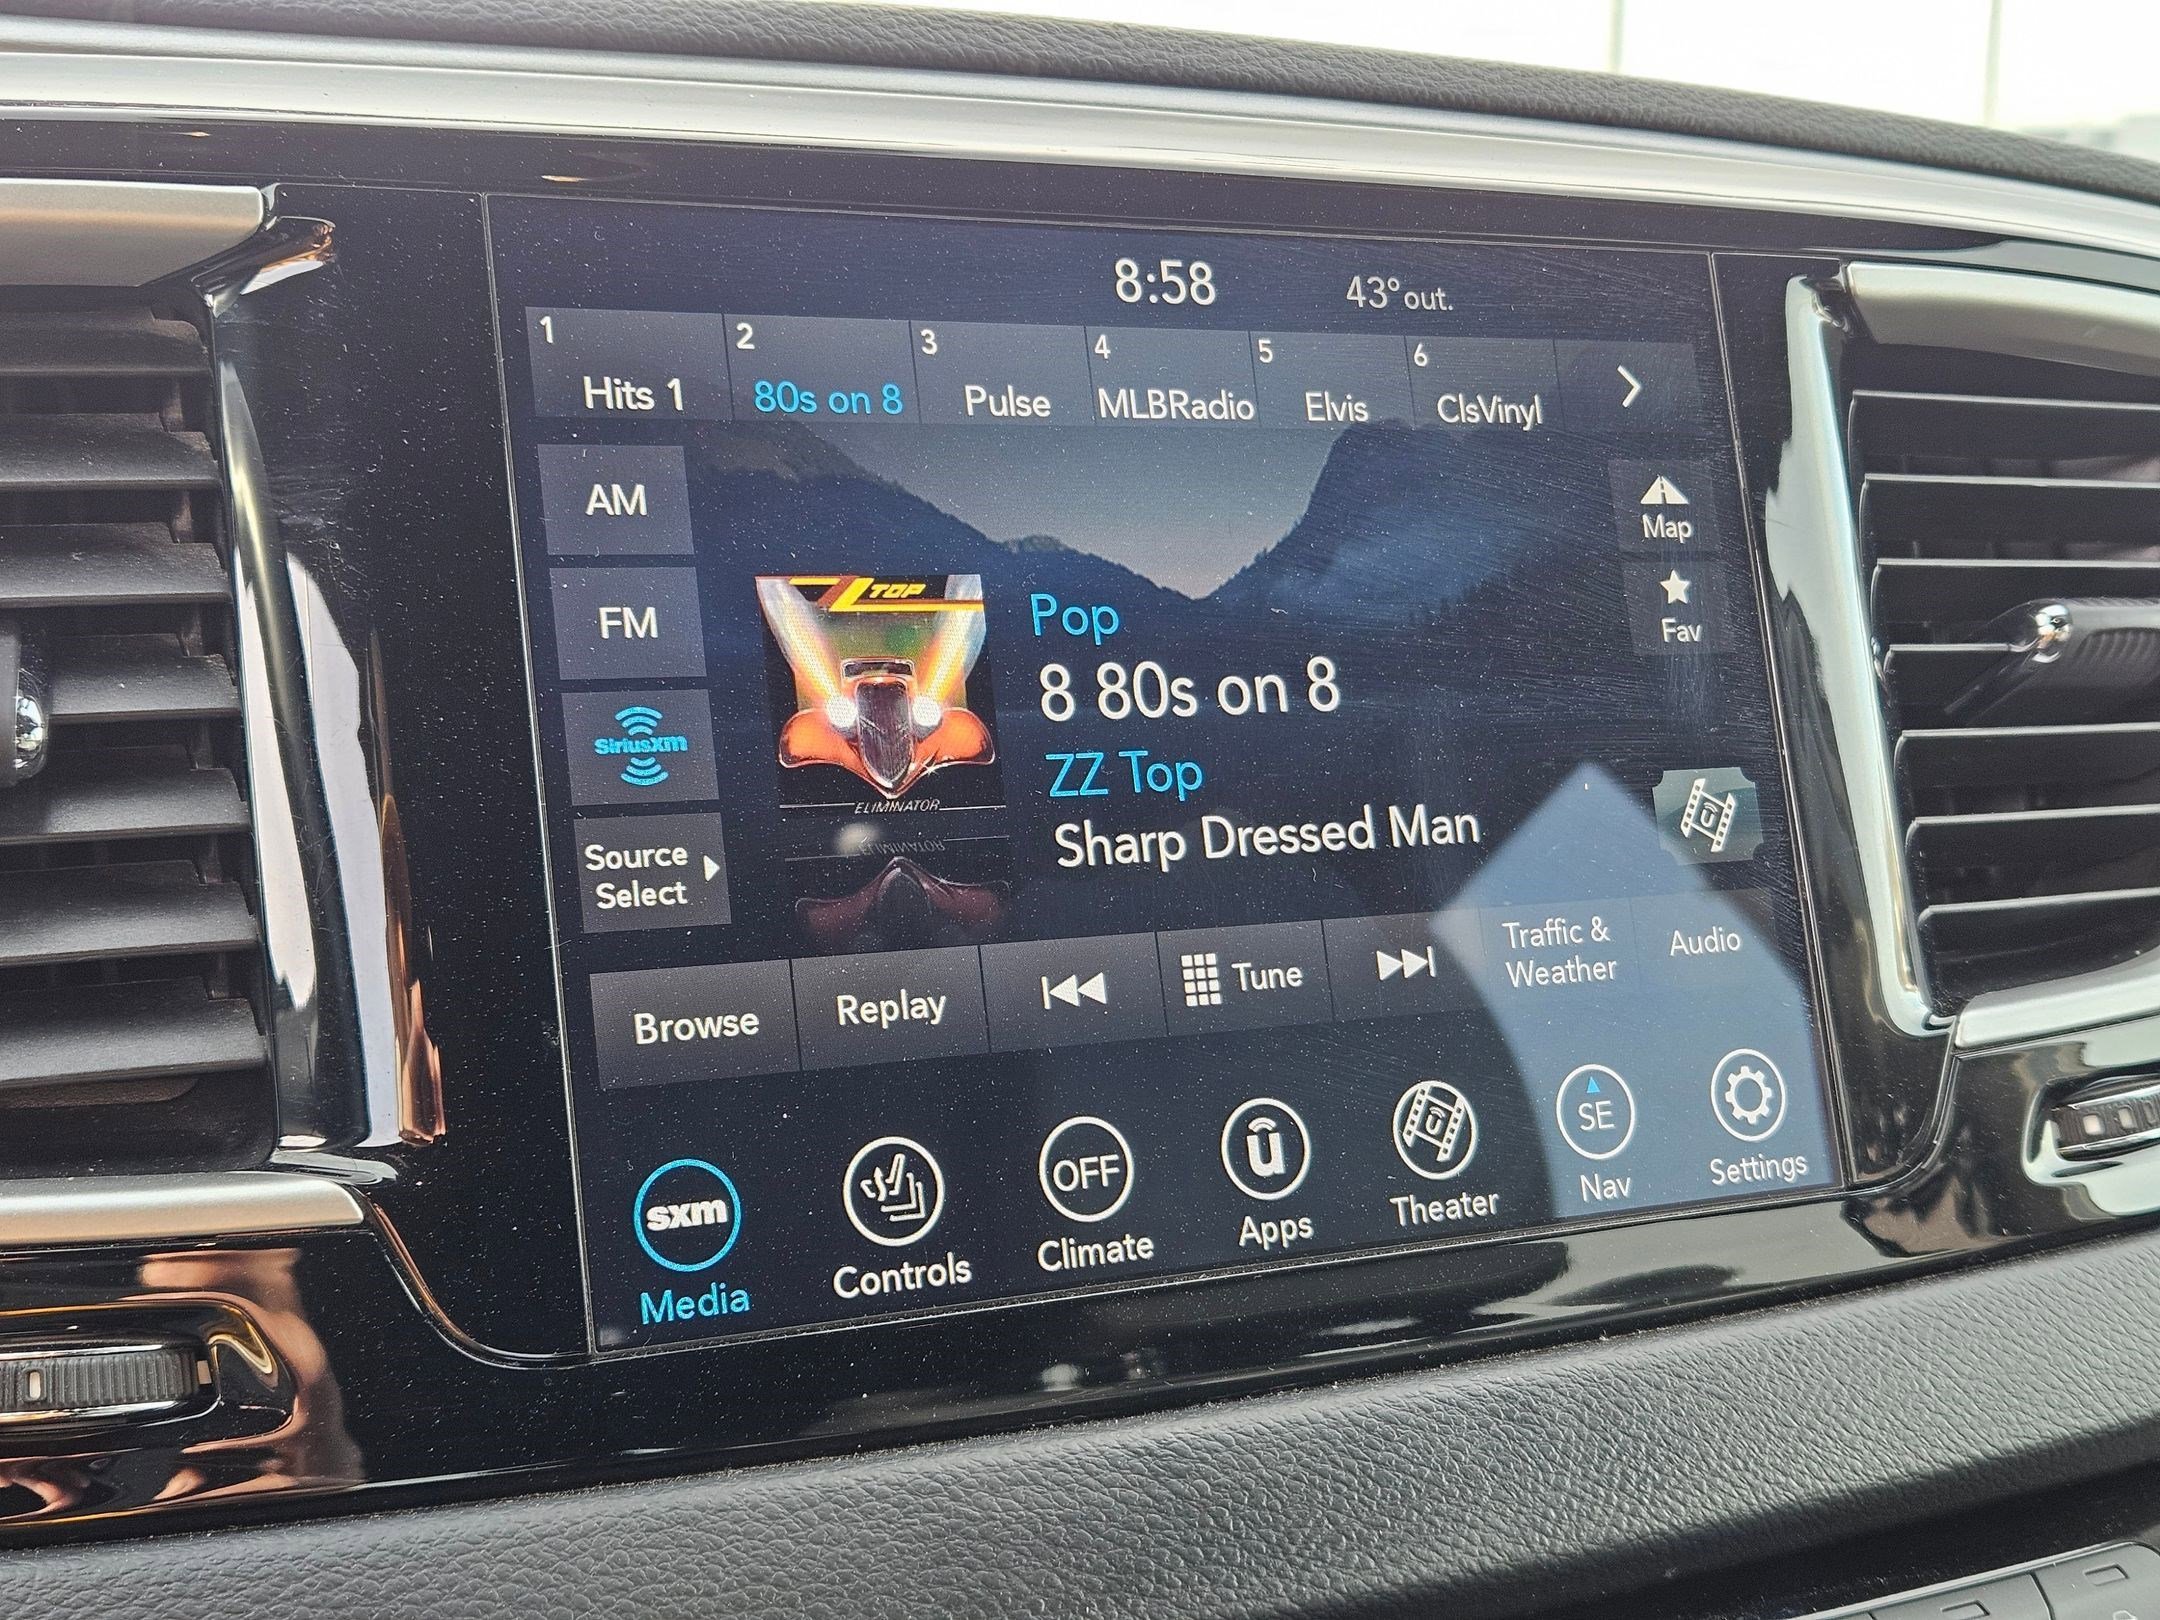 8:58
43° out.
1
Hits 1
2
80s on 8
3
Pulse
4
MLBRadio
5
Elvis
6
ClsVinyl
AM
FM
SiriusXM
Source
Select
ZZ TOP
ELIMINATOR
Pop
8 80s on 8
ZZ Top
Sharp Dressed Man
Map
Fav
Browse
Replay
Tune
Traffic &
Weather
Audio
sxm
Media
Controls
OFF
Climate
u
Apps
Theater
SE
Nav
Settings